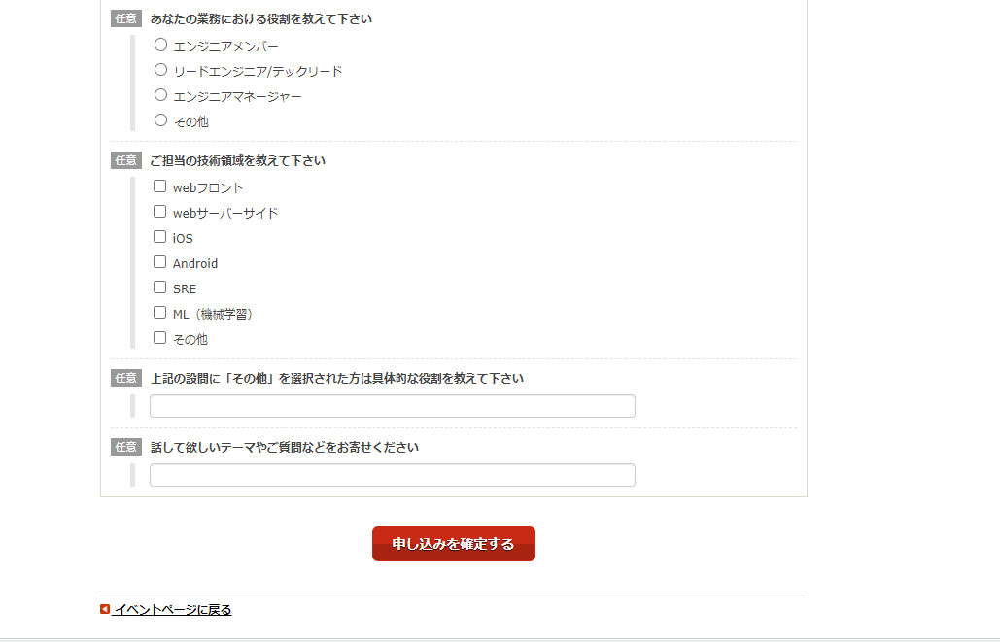 任意 あなたの業務における役割を教えて下さい
エンジニアメンバー
リードエンジニア/テックリード
エンジニアマネージャー
その他
任意 ご担当の技術領域を教えて下さい
webフロント
webサーバーサイド
iOS
Android
SRE
ML（機械学習）
その他
任意 上記の設問に「その他」を選択された方は具体的な役割を教えて下さい
任意 話して欲しいテーマやご質問などをお寄せください
申し込みを確定する
イベントページに戻る